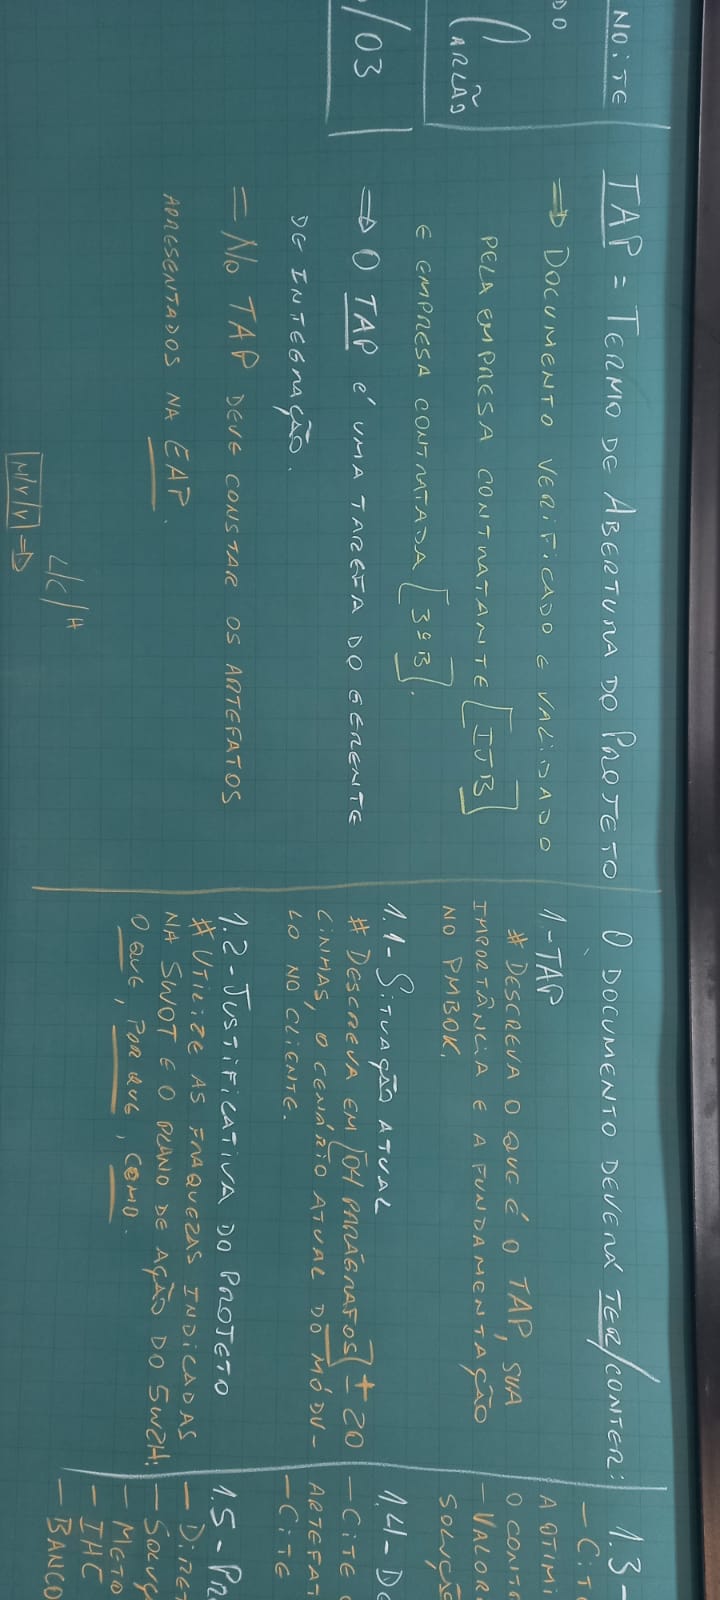 NOITE
DO
CARLÃO
/03
TAP = TERMO DE ABERTURA DO PROJETO
=> DOCUMENTO VERIFICADO E VALIDADO
PELA EMPRESA CONTRATANTE [IJB]
E EMPRESA CONTRATADA [3ºB].
=> O TAP é UMA TAREFA DO GERENTE
DE INTEGRAÇÃO.
= NO TAP DEVE CONSTAR OS ARTEFATOS
APRESENTADOS NA EAP.
L/C/H
M/V/V =>
O DOCUMENTO DEVERÁ TER/CONTER:
1-TAP
# DESCREVA O QUE É O TAP, SUA
IMPORTÂNCIA E A FUNDAMENTAÇÃO
NO PMBOK.
1.1- SITUAÇÃO ATUAL
# DESCREVA EM [04 PARÁGRAFOS] ± 20
LINHAS, O CENÁRIO ATUAL DO MÓDU-
LO NO CLIENTE.
1.2- JUSTIFICATIVA DO PROJETO
# UTILIZE AS FRAQUEZAS INDICADAS
NA SWOT E O PLANO DE AÇÃO DO 5W2H:
O QUE, POR QUE, COMO.
1.3-
- CIT
A OTIMI
O CONT
- VALOR
SOLUÇÃ
1.4- D
- CITE
ARTEFAT
- CITE
1.5- PR
- DIRET
- SOLUÇ
- METO
- IHC
- BANCO